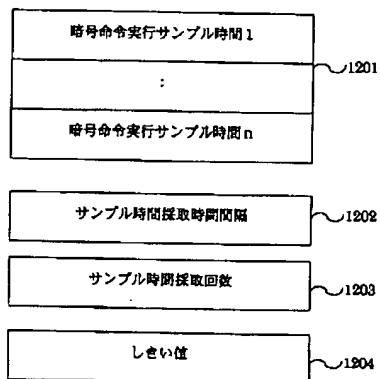 暗号命令実行サンプル時間1
:
1201
暗号命令実行サンプル時間n
サンプル時間採取時間間隔
1202
サンプル時間採取回数
1203
しきい値
1204